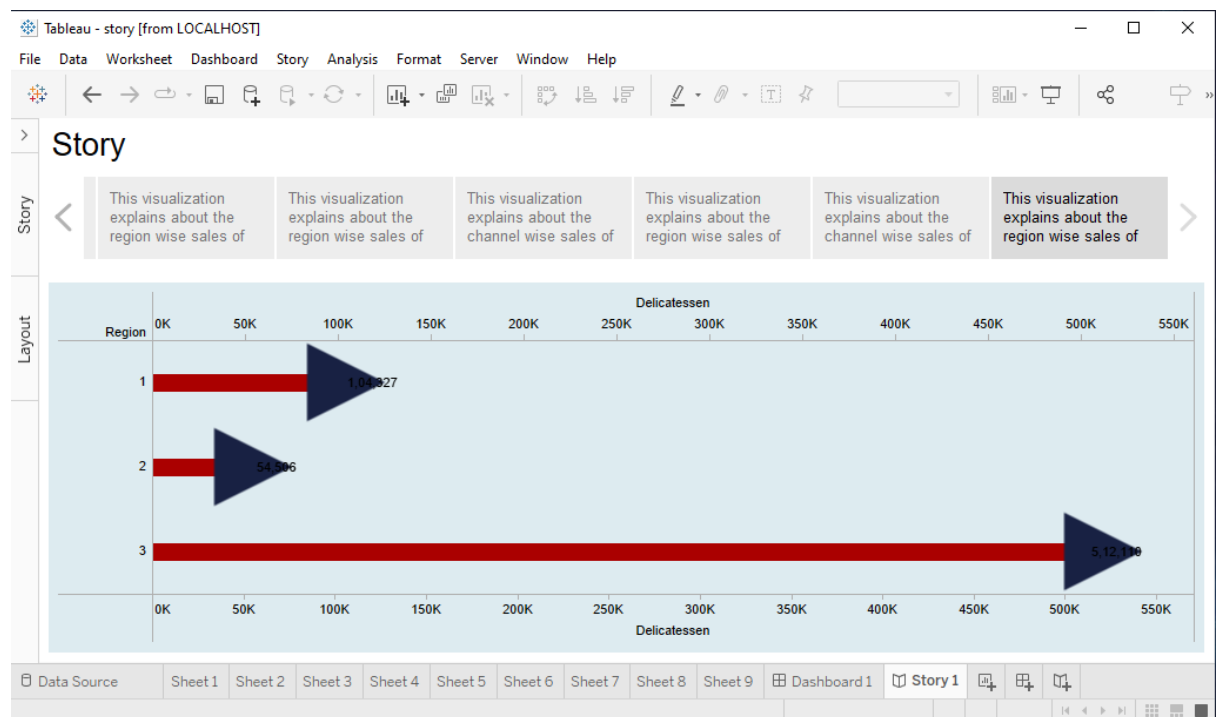 Tableau - story [from LOCALHOST]
File Data Worksheet Dashboard Story Analysis Format Server Window Help
Story
Story
Layout
This visualization
explains about the
region wise sales of
This visualization
explains about the
region wise sales of
This visualization
explains about the
channel wise sales of
This visualization
explains about the
region wise sales of
This visualization
explains about the
channel wise sales of
This visualization
explains about the
region wise sales of
Delicatessen
Region 0K 50K 100K 150K 200K 250K 300K 350K 400K 450K 500K 550K
1
2
3
0K 50K 100K 150K 200K 250K 300K 350K 400K 450K 500K 550K
Delicatessen
Data Source Sheet 1 Sheet 2 Sheet 3 Sheet 4 Sheet 5 Sheet 6 Sheet 7 Sheet 8 Sheet 9 Dashboard 1 Story 1